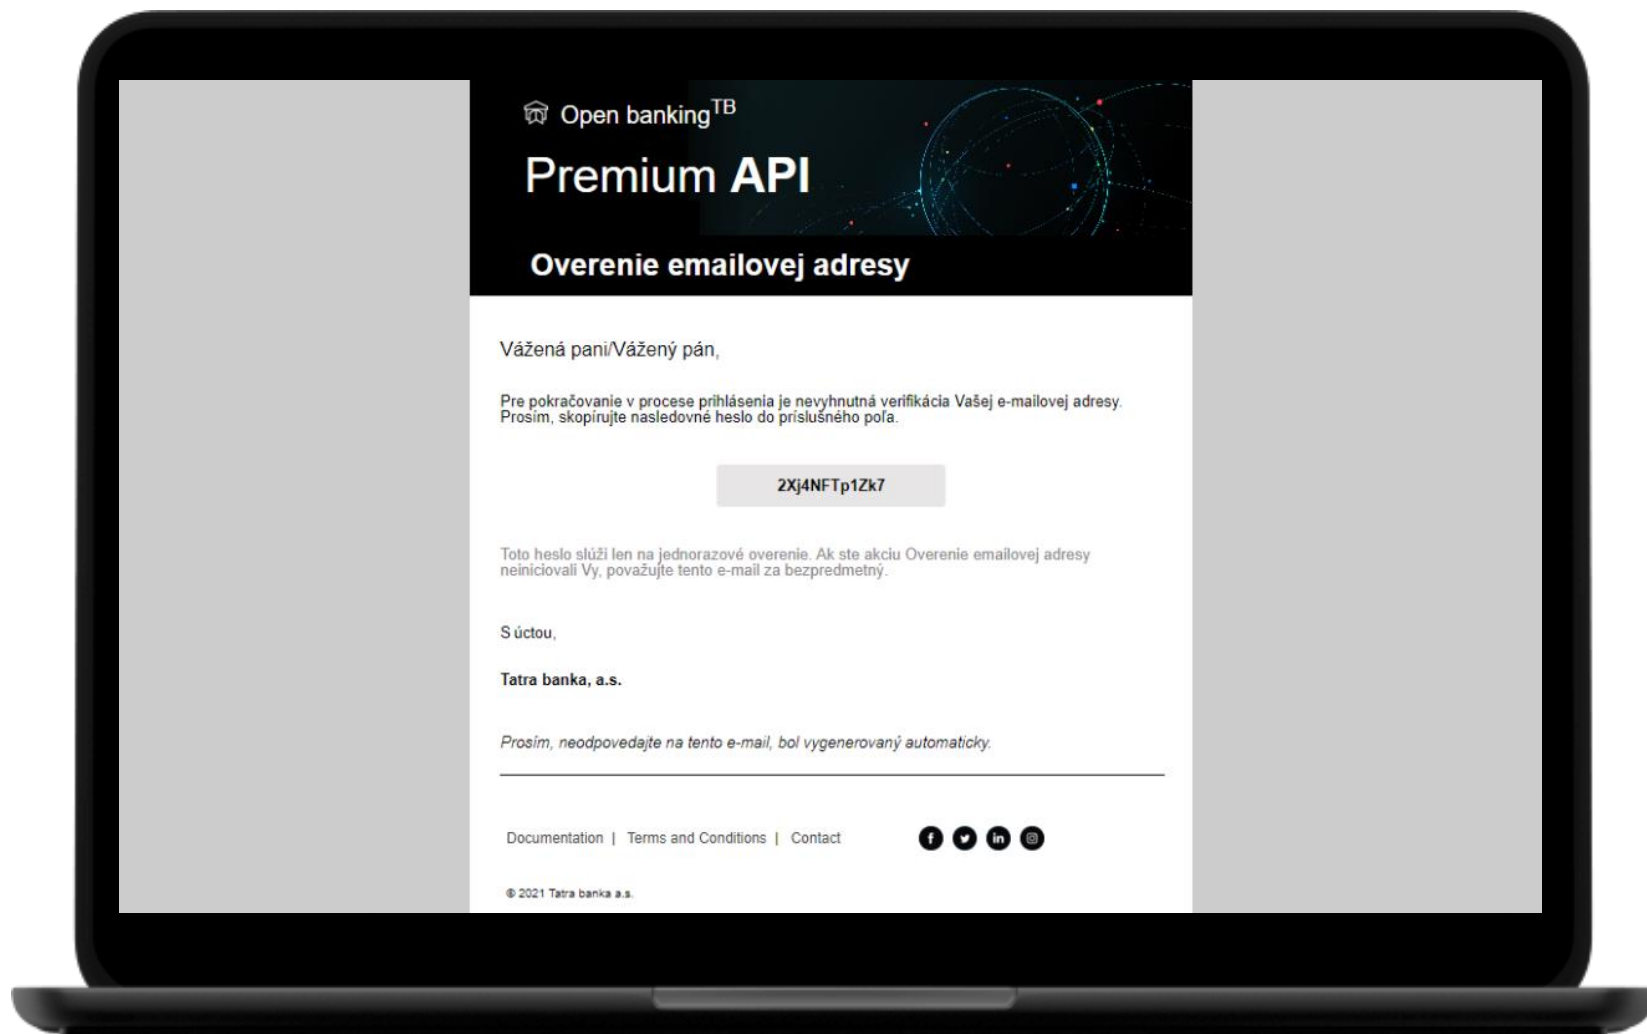 Open banking TB
Premium API
Overenie emailovej adresy
Vážená pani/Vážený pán,
Pre pokračovanie v procese prihlásenia je nevyhnutná verifikácia Vašej e-mailovej adresy.
Prosím, skopírujte nasledovné heslo do príslušného poľa.
2Xj4NFTp1Zk7
Toto heslo slúži len na jednorazové overenie. Ak ste akciu Overenie emailovej adresy
neiniciovali Vy, považujte tento e-mail za bezpredmetný.
S úctou,
Tatra banka, a.s.
Prosím, neodpovedajte na tento e-mail, bol vygenerovaný automaticky.
Documentation | Terms and Conditions | Contact
© 2021 Tatra banka a.s.